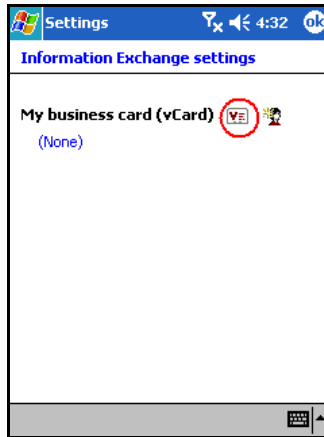 Settings 4:32 ok
Information Exchange settings
My business card (vCard)
(None)